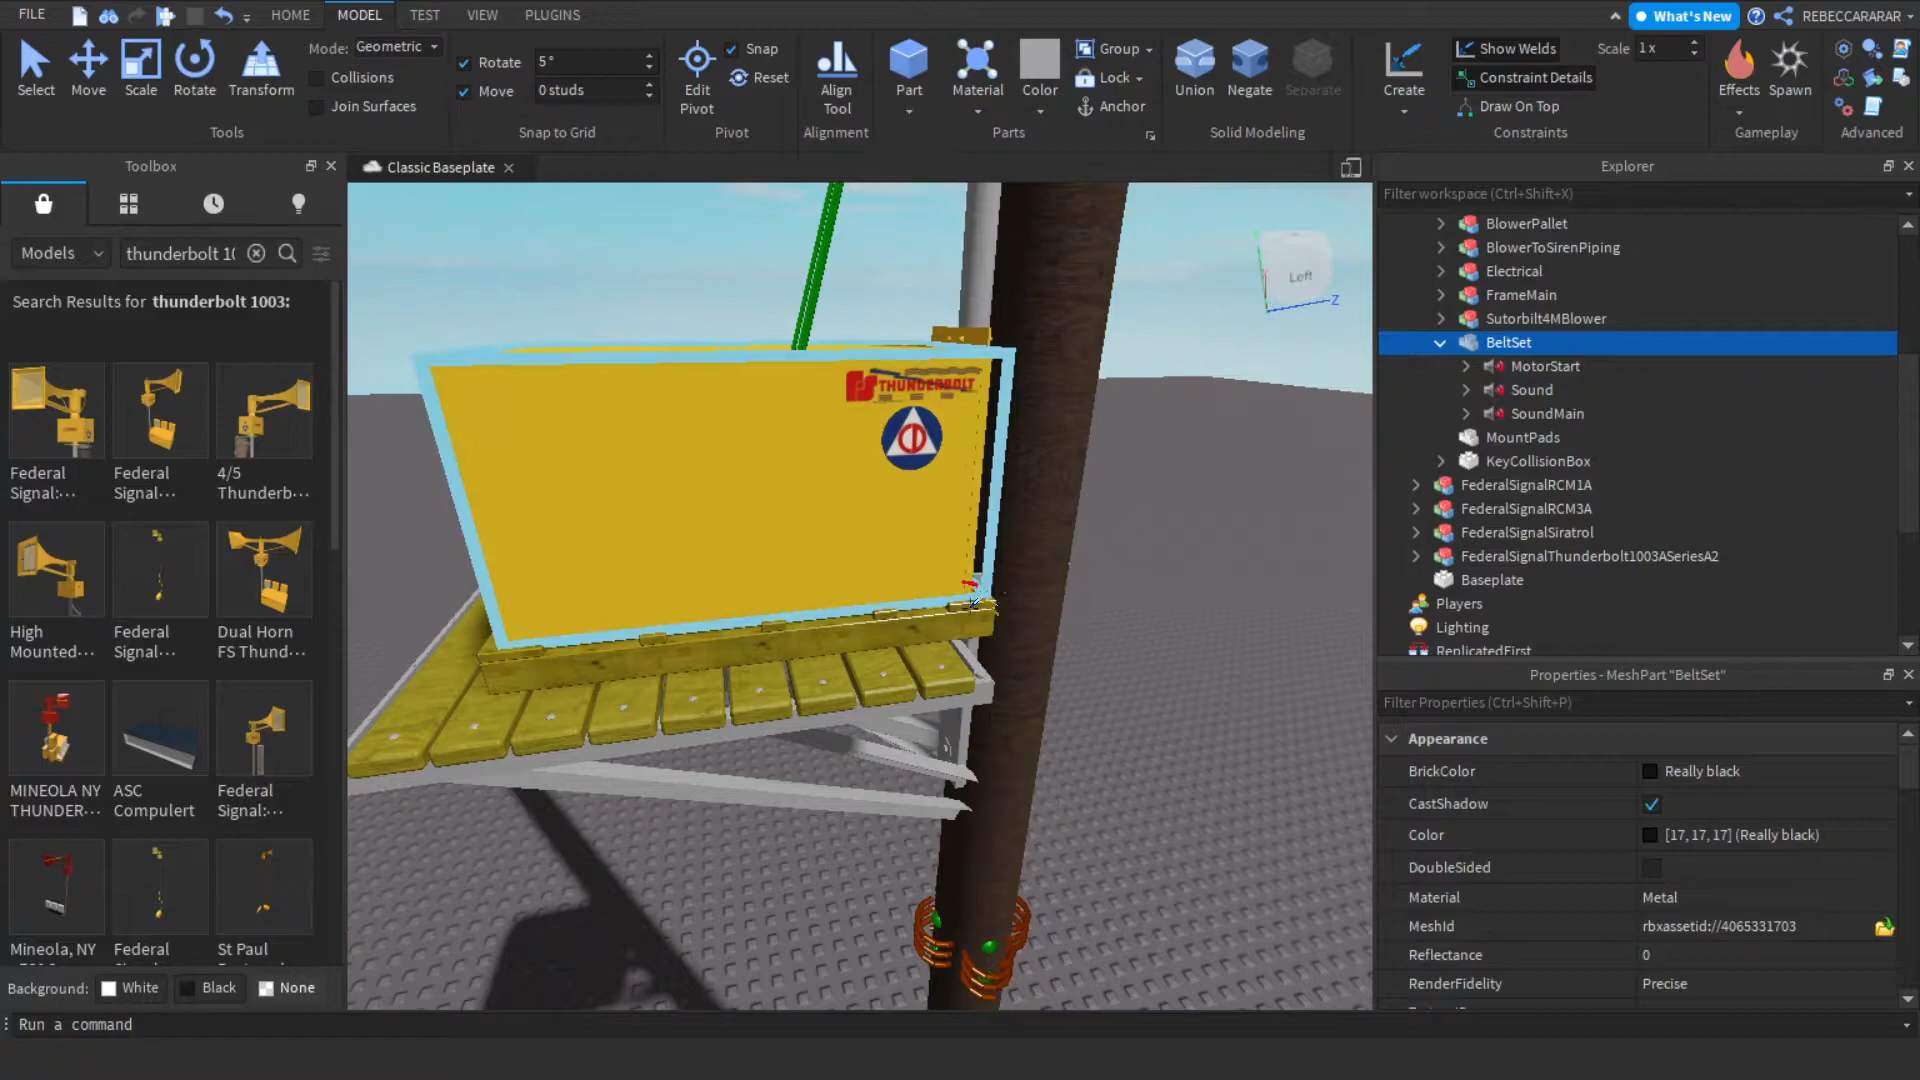 FILE
HOME
MODEL
TEST
VIEW
PLUGINS
What's New
REBECCARARAR
Select
Move
Scale
Rotate
Transform
Mode:
Geometric
Collisions
Join Surfaces
Tools
Rotate
5°
Move
0 studs
Snap to Grid
Edit
Pivot
Snap
Reset
Pivot
Align
Tool
Alignment
Part
Material
Color
Group
Lock
Anchor
Parts
Union
Negate
Separate
Solid Modeling
Create
Show Welds
Scale
1 x
Constraint Details
Draw On Top
Constraints
Effects
Spawn
Gameplay
Advanced
Toolbox
Models
thunderbolt 10
Search Results for thunderbolt 1003:
Federal
Signal:...
Federal
Signal...
4/5
Thunderb...
High
Mounted...
Federal
Signal...
Dual Horn
FS Thund...
MINEOLA NY
THUNDER...
ASC
Compulert
Federal
Signal:...
Mineola, NY
Federal
St Paul
Background:
White
Black
None
Run a command
Classic Baseplate
Left
Z
FS THUNDERBOLT
CD
Explorer
Filter workspace (Ctrl+Shift+X)
BlowerPallet
BlowerToSirenPiping
Electrical
FrameMain
Sutorbilt4MBlower
BeltSet
MotorStart
Sound
SoundMain
MountPads
KeyCollisionBox
FederalSignalRCM1A
FederalSignalRCM3A
FederalSignalSiratrol
FederalSignalThunderbolt1003ASeriesA2
Baseplate
Players
Lighting
ReplicatedFirst
Properties - MeshPart "BeltSet"
Filter Properties (Ctrl+Shift+P)
Appearance
BrickColor
Really black
CastShadow
Color
[17, 17, 17] (Really black)
DoubleSided
Material
Metal
MeshId
rbxassetid://4065331703
Reflectance
0
RenderFidelity
Precise